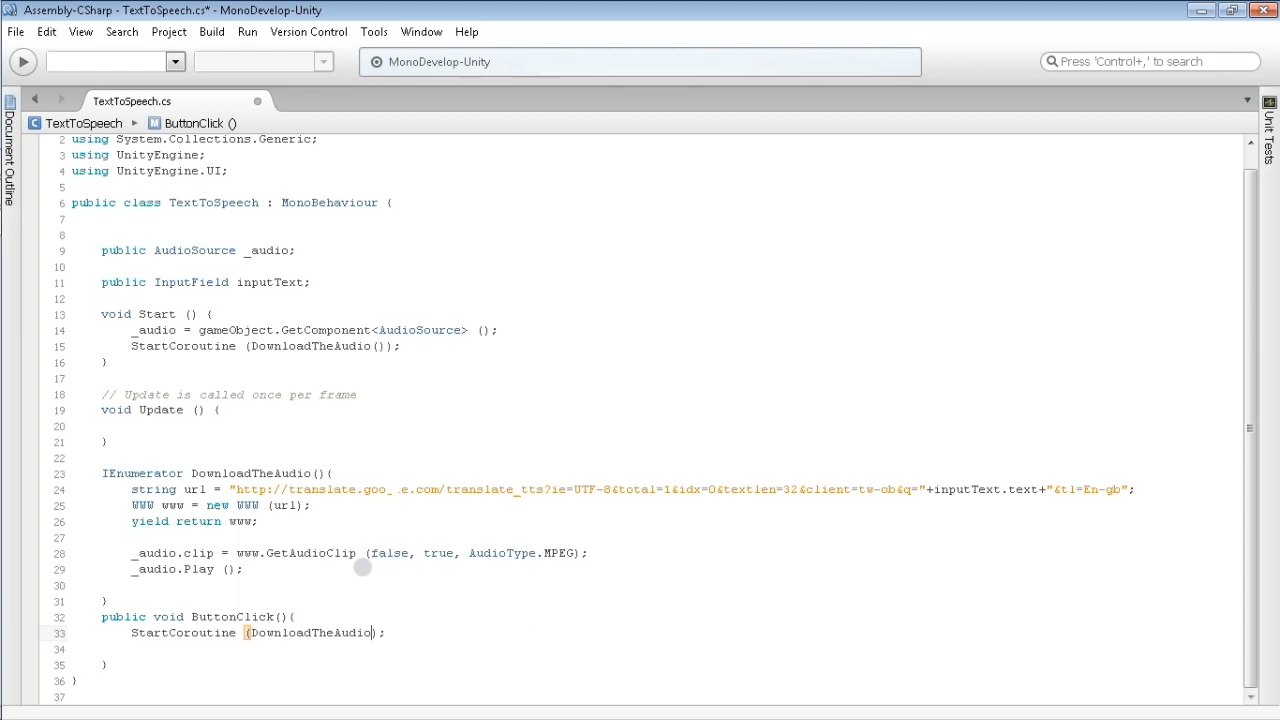 Assembly-CSharp - TextToSpeech.cs* - MonoDevelop-Unity
File Edit View Search Project Build Run Version Control Tools Window Help
MonoDevelop-Unity
Press 'Control+,' to search
TextToSpeech.cs
TextToSpeech ButtonClick ()
Document Outline
Unit Tests
2 using System.Collections.Generic;
3 using UnityEngine;
4 using UnityEngine.UI;
5
6 public class TextToSpeech : MonoBehaviour {
7
8
9 public AudioSource _audio;
10
11 public InputField inputText;
12
13 void Start () {
14 _audio = gameObject.GetComponent<AudioSource> ();
15 StartCoroutine (DownloadTheAudio());
16 }
17
18 // Update is called once per frame
19 void Update () {
20
21 }
22
23 IEnumerator DownloadTheAudio(){
24 string url = "http://translate.goo_.e.com/translate_tts?ie=UTF-8&total=1&idx=0&textlen=32&client=tw-ob&q="+inputText.text+"&tl=En-gb";
25 WWW www = new WWW (url);
26 yield return www;
27
28 _audio.clip = www.GetAudioClip (false, true, AudioType.MPEG);
29 _audio.Play ();
30
31 }
32 public void ButtonClick(){
33 StartCoroutine (DownloadTheAudio);
34
35 }
36 }
37